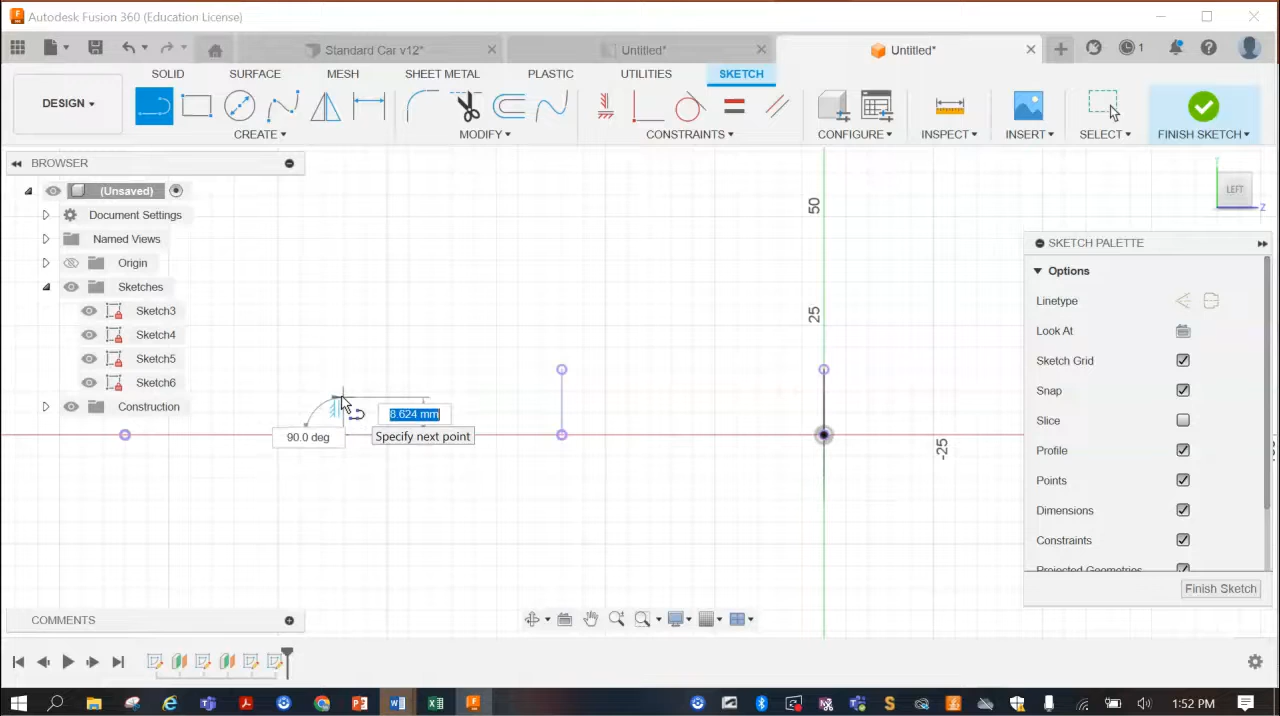 Autodesk Fusion 360 (Education License)
Standard Car v12*
Untitled*
Untitled*
1
SOLID
SURFACE
MESH
SHEET METAL
PLASTIC
UTILITIES
SKETCH
DESIGN
CREATE
MODIFY
CONSTRAINTS
CONFIGURE
INSPECT
INSERT
SELECT
FINISH SKETCH
BROWSER
(Unsaved)
Document Settings
Named Views
Origin
Sketches
Sketch3
Sketch4
Sketch5
Sketch6
Construction
50
25
-25
LEFT
Y
Z
8.624 mm
90.0 deg
Specify next point
SKETCH PALETTE
Options
Linetype
Look At
Sketch Grid
Snap
Slice
Profile
Points
Dimensions
Constraints
Projected Geometries
Finish Sketch
COMMENTS
1:52 PM